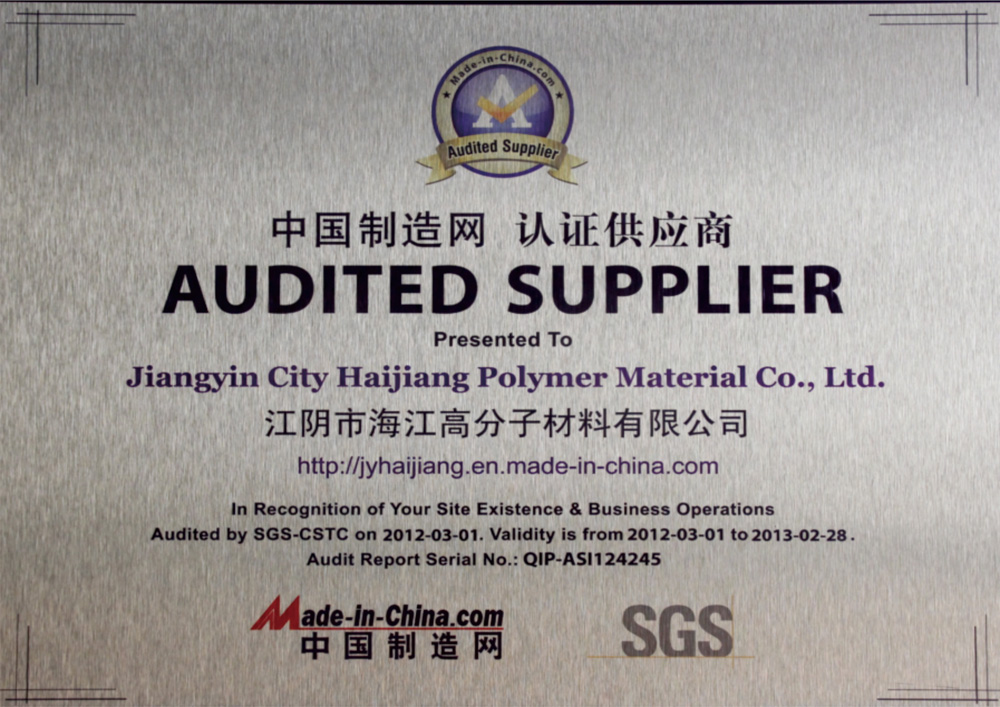 Made-in-China.com
Audited Supplier
中国制造网 认证供应商
AUDITED SUPPLIER
Presented To
Jiangyin City Haijiang Polymer Material Co., Ltd.
江阴市海江高分子材料有限公司
http://jyhaijiang.en.made-in-china.com
In Recognition of Your Site Existence & Business Operations
Audited by SGS-CSTC on 2012-03-01. Validity is from 2012-03-01 to 2013-02-28.
Audit Report Serial No.: QIP-ASI124245
Made-in-China.com
中国制造网
SGS